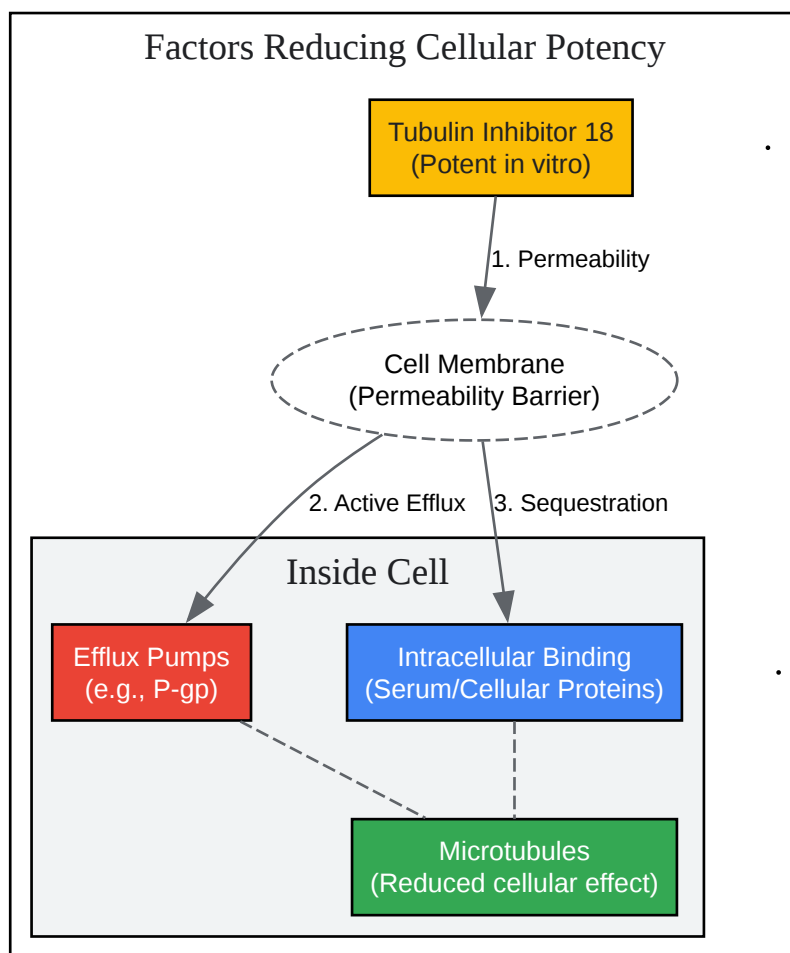 Factors Reducing Cellular Potency
Tubulin Inhibitor 18
(Potent in vitro)
1. Permeability
Cell Membrane
(Permeability Barrier)
2. Active Efflux
3. Sequestration
Inside Cell
Efflux Pumps
(e.g., P-gp)
Intracellular Binding
(Serum/Cellular Proteins)
Microtubules
(Reduced cellular effect)